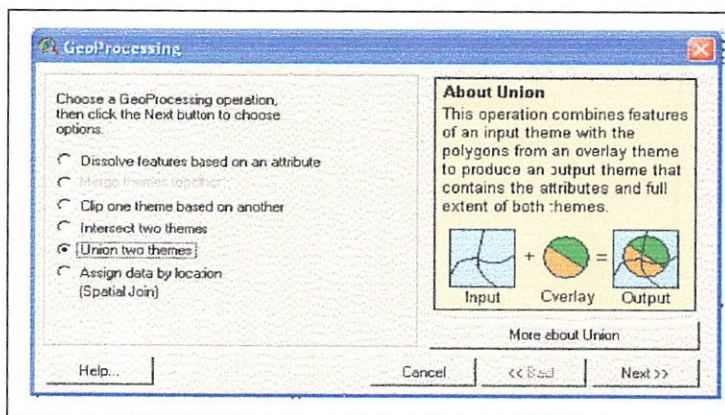 GeoProcessing
Choose a GeoProcessing operation,
then click the Next button to choose
options.
Dissolve features based on an attribute
Merge themes together
Clip one theme based on another
Intersect two themes
Union two themes
Assign data by location
(Spatial Join)
About Union
This operation combines features
of an input theme with the
polygons from an overlay theme
to produce an output theme that
contains the attributes and full
extent of both themes.
+ =
Input Overlay Output
More about Union
Help... Cancel << Back Next >>